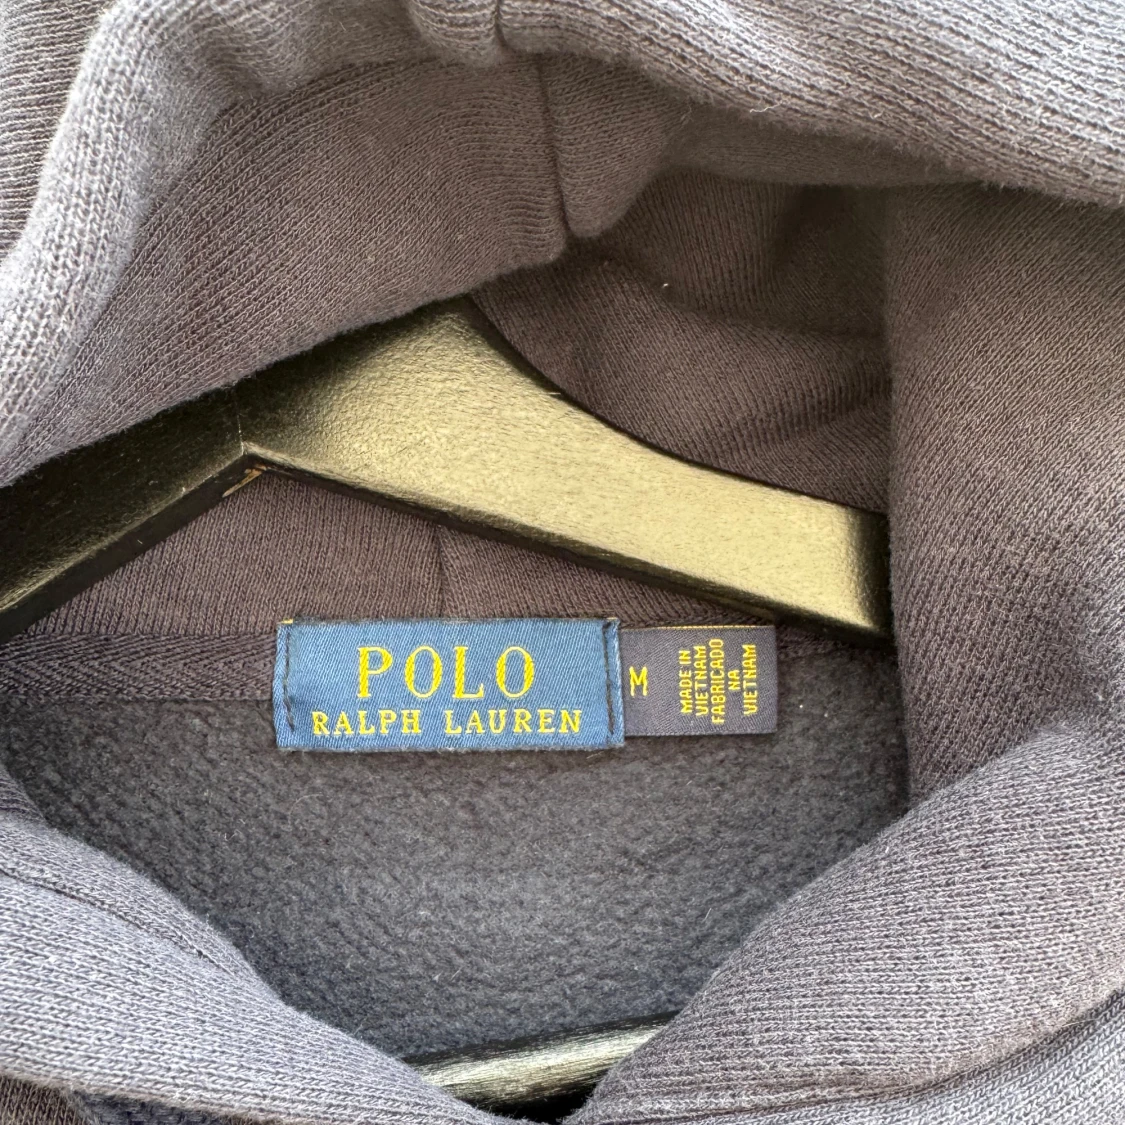 POLO
RALPH LAUREN
M
MADE IN
VIETNAM
FABRICADO
NA
VIETNAM